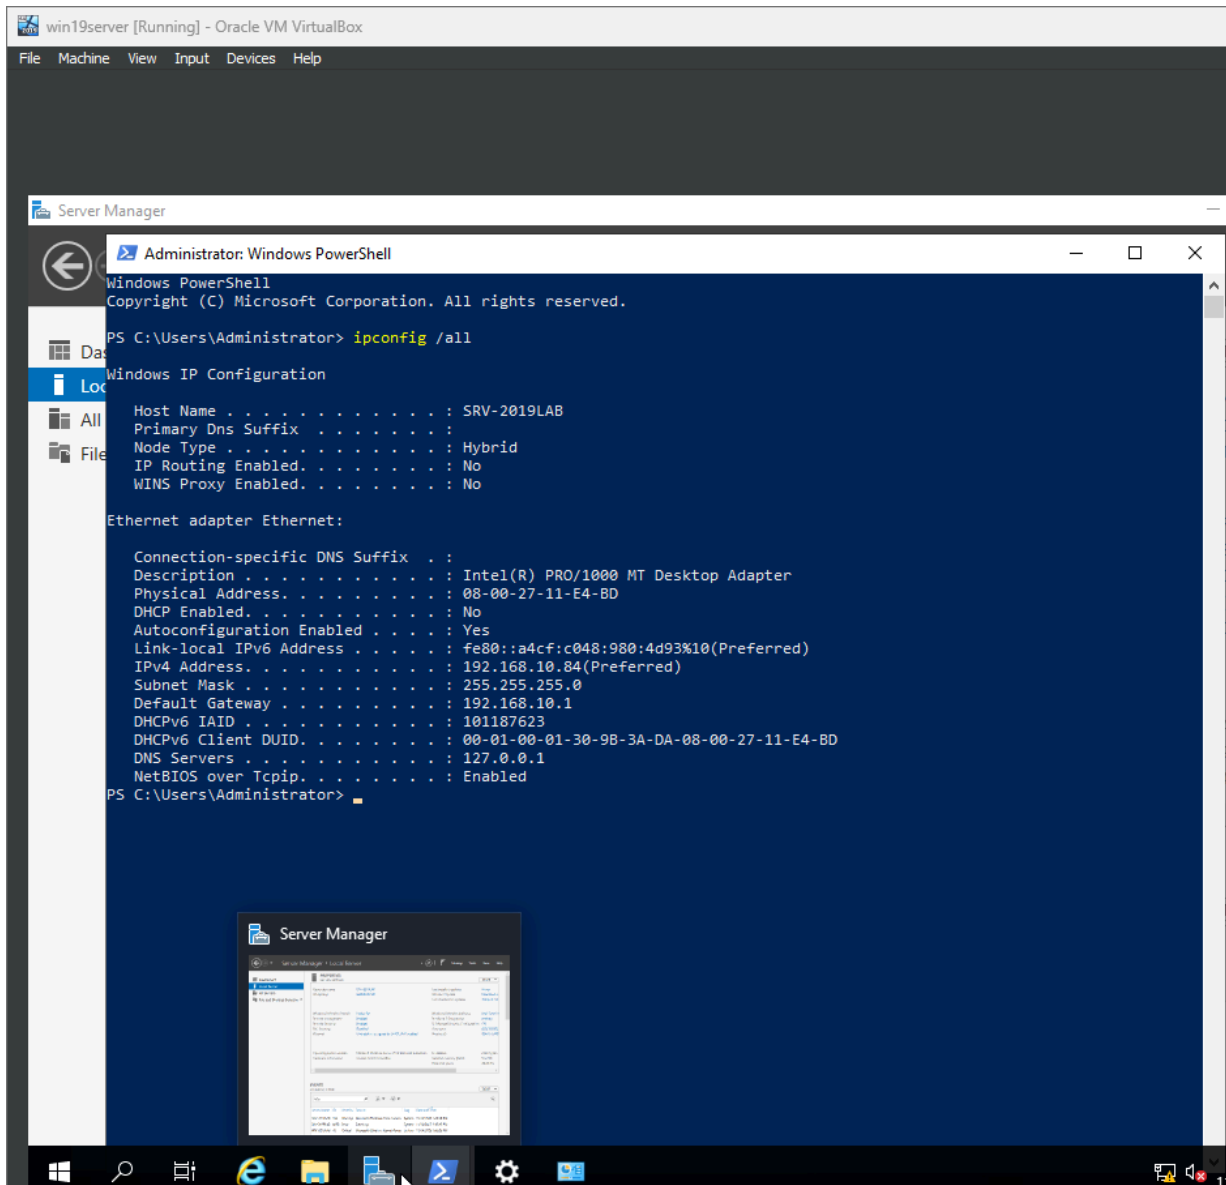 win19server [Running] - Oracle VM VirtualBox
File Machine View Input Devices Help
Server Manager
Administrator: Windows PowerShell
Windows PowerShell
Copyright (C) Microsoft Corporation. All rights reserved.
PS C:\Users\Administrator> ipconfig /all
Das
Windows IP Configuration
Loc
Host Name . . . . . . . . . . . . : SRV-2019LAB
All
Primary Dns Suffix . . . . . . . :
Node Type . . . . . . . . . . . . : Hybrid
File
IP Routing Enabled. . . . . . . . : No
WINS Proxy Enabled. . . . . . . . : No
Ethernet adapter Ethernet:
Connection-specific DNS Suffix . :
Description . . . . . . . . . . . : Intel(R) PRO/1000 MT Desktop Adapter
Physical Address. . . . . . . . . : 08-00-27-11-E4-BD
DHCP Enabled. . . . . . . . . . . : No
Autoconfiguration Enabled . . . . : Yes
Link-local IPv6 Address . . . . . : fe80::a4cf:c048:980:4d93%10(Preferred)
IPv4 Address. . . . . . . . . . . : 192.168.10.84(Preferred)
Subnet Mask . . . . . . . . . . . : 255.255.255.0
Default Gateway . . . . . . . . . : 192.168.10.1
DHCPv6 IAID . . . . . . . . . . . : 101187623
DHCPv6 Client DUID. . . . . . . . : 00-01-00-01-30-9B-3A-DA-08-00-27-11-E4-BD
DNS Servers . . . . . . . . . . . : 127.0.0.1
NetBIOS over Tcpip. . . . . . . . : Enabled
PS C:\Users\Administrator>
Server Manager